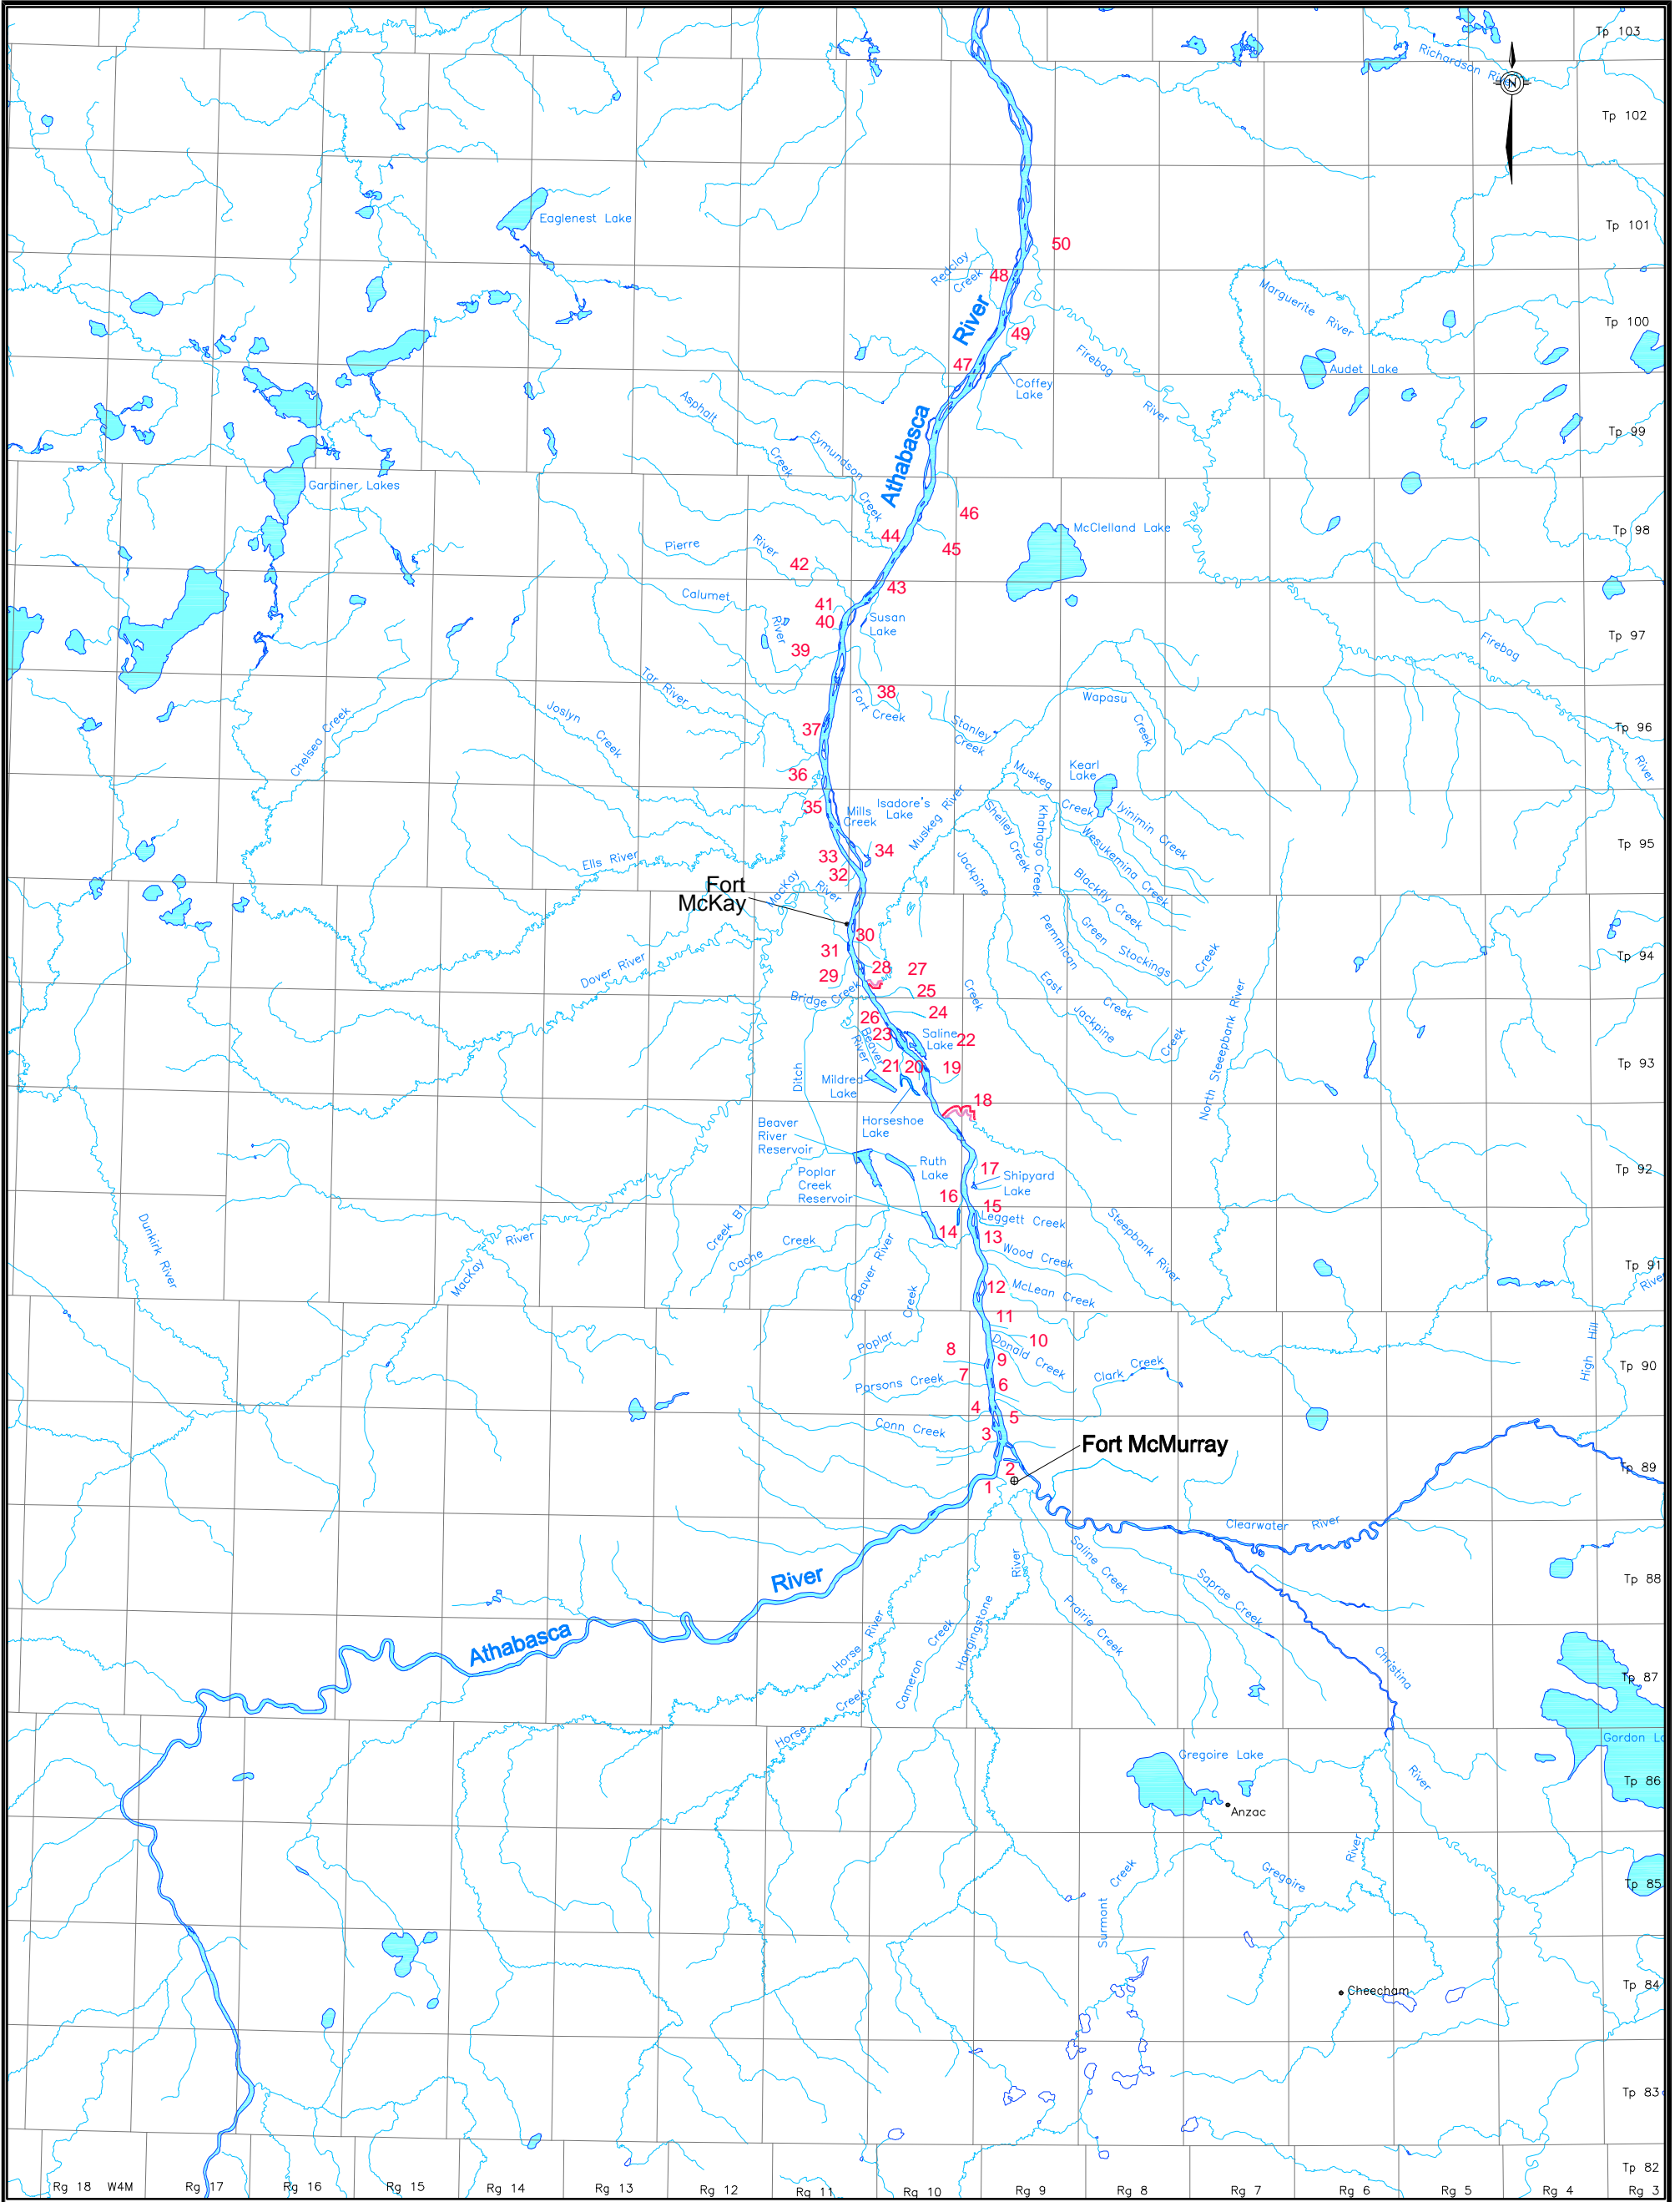 Tp 103
Richardson River
N
Tp 102
Eaglenest Lake
Tp 101
50
Redclay
Creek
48
Marguerite River
Tp 100
River
49
Firebag
River
47
Audet Lake
Coffey
Lake
Asphalt
Creek
Athabasca
Eymundson
Creek
Tp 99
Gardiner Lakes
46
McClelland Lake
Tp 98
44
45
Pierre
River
42
43
Calumet
River
41
40
Susan
Lake
Tp 97
Firebag
River
39
Tar River
38
Fort
Creek
Wapasu
Creek
Joslyn
Creek
Chelsea Creek
37
Stanley
Creek
Tp 96
36
Muskeg
Creek
Kearl
Lake
35
Mills
Creek
Isadore's
Lake
Muskeg River
Shelley Creek
Khahago Creek
Iyinimin Creek
Wesukemina Creek
Blackfly Creek
Tp 95
Ells River
33
34
32
Jackpine
Creek
Fort
McKay
MacKay
River
Green Stockings
Creek
Pemmican
Creek
30
31
28
27
29
Tp 94
Dover River
East
Jackpine
Creek
Bridge Creek
25
26
24
23
Beaver
River
Saline
Lake
22
North Steeepbank River
21
20
19
Tp 93
Ditch
Mildred
Lake
18
Horseshoe
Lake
Beaver
River
Reservoir
Ruth
Lake
17
Shipyard
Lake
Tp 92
Poplar
Creek
Reservoir
16
15
Leggett Creek
14
13
Dunkirk River
MacKay
River
Creek B1
Cache Creek
Beaver River
Wood Creek
Steepbank River
Tp 91
River
12
McLean Creek
Poplar
Creek
11
10
Donald Creek
8
9
High Hill
Tp 90
7
Parsons Creek
6
Clark Creek
4
5
Conn Creek
3
Fort McMurray
2
1
Tp 89
Clearwater River
River
Athabasca
Horse River
Cameron Creek
Hangingstone
River
Saline Creek
Prairie Creek
Saprae Creek
Christina
River
Tp 88
Tp 87
Horse Creek
Gordon La
Gregoire Lake
Tp 86
Anzac
Surmont Creek
Gregoire
River
Tp 85
Tp 84
Cheecham
Tp 83
Tp 82
Rg 18 W4M Rg 17 Rg 16 Rg 15 Rg 14 Rg 13 Rg 12 Rg 11 Rg 10 Rg 9 Rg 8 Rg 7 Rg 6 Rg 5 Rg 4 Rg 3